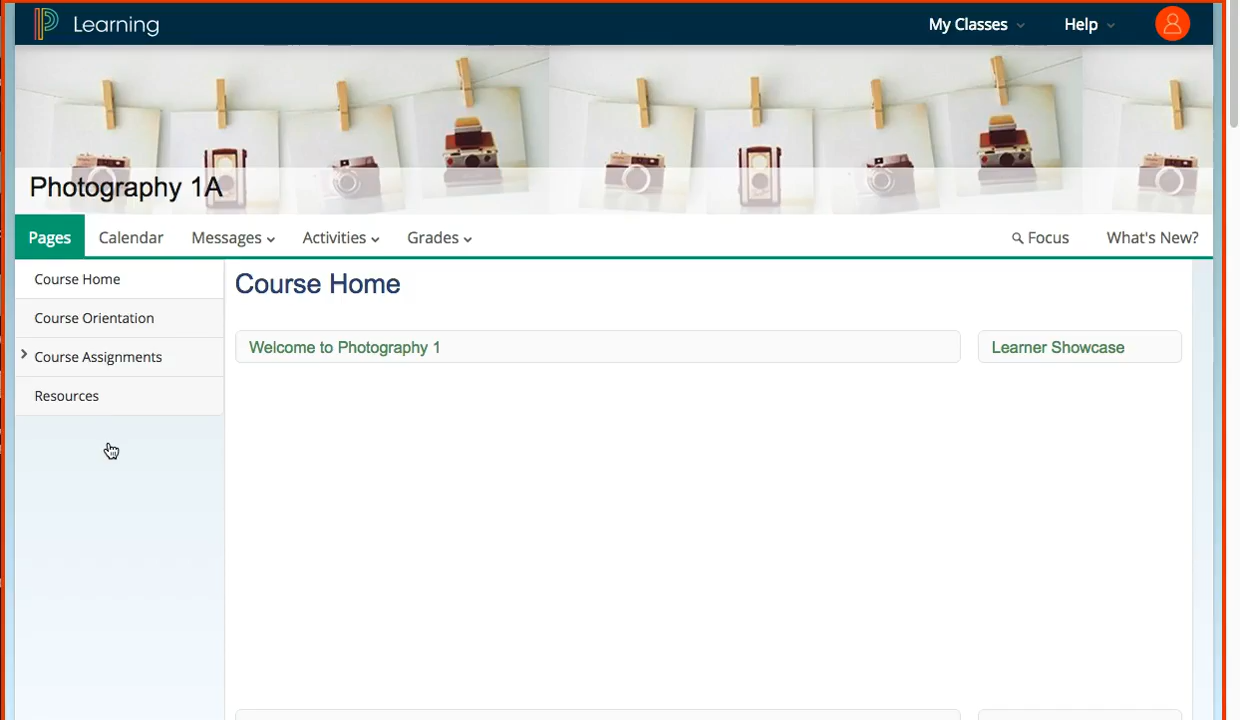 Learning
My Classes
Help
Photography 1A
Pages
Calendar
Messages
Activities
Grades
Focus
What's New?
Course Home
Course Orientation
Course Assignments
Resources
Course Home
Welcome to Photography 1
Learner Showcase